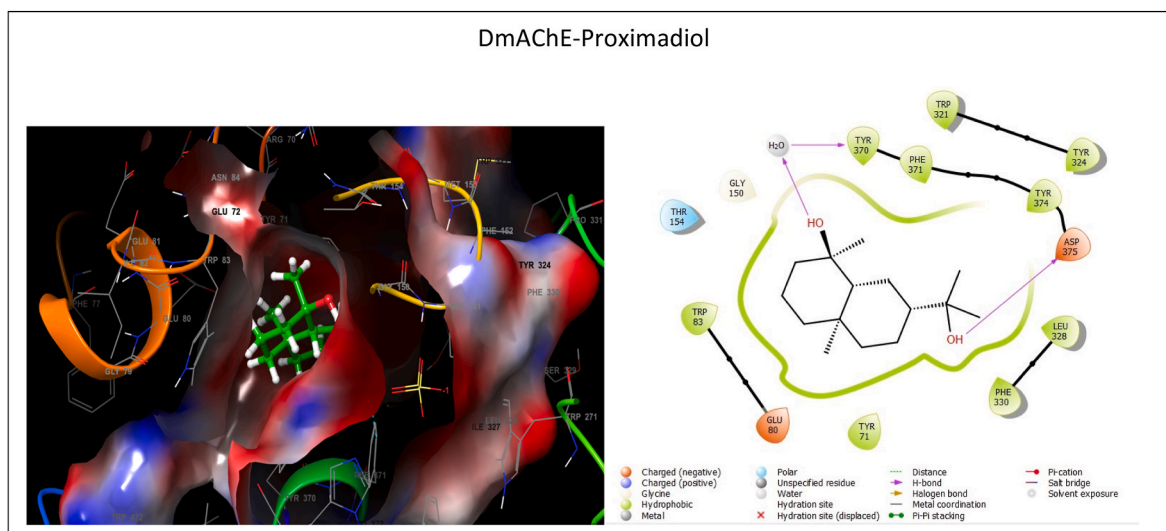 DmAChE-Proximadiol
ARG 70
ASN 84
GLU 72
TYR 71
GLU 81
TRP 83
PHE 77
GLU 80
GLY 79
THR 154
PHE 152
PRO 331
TYR 324
PHE 330
SER 329
TRP 271
ILE 327
TYR 370
TRP 472
H₂O
TYR
370
PHE
371
TRP
321
TYR
324
GLY
150
THR
154
TYR
374
ASP
375
HO
OH
TRP
83
GLU
80
TYR
71
LEU
328
PHE
330
Charged (negative)
Charged (positive)
Glycine
Hydrophobic
Metal
Polar
Unspecified residue
Water
Hydration site
Hydration site (displaced)
Distance
H-bond
Halogen bond
Metal coordination
Pi-Pi stacking
Pi-cation
Salt bridge
Solvent exposure